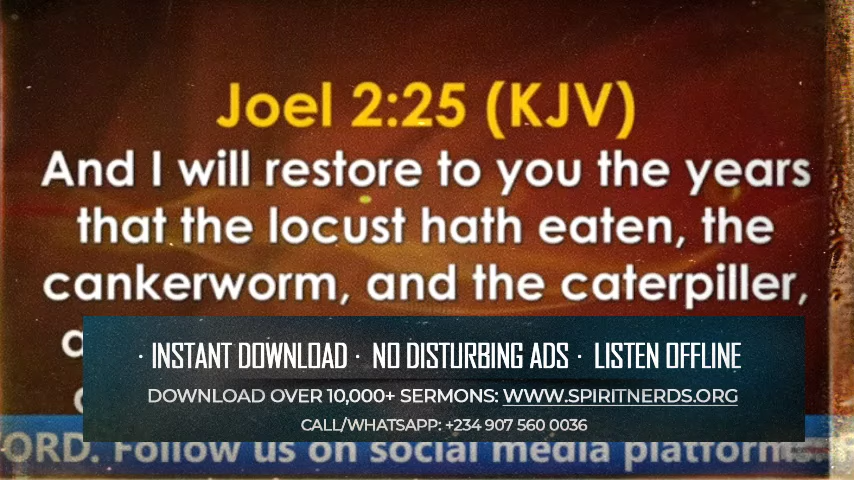 Joel 2:25 (KJV)
And I will restore to you the years
that the locust hath eaten, the
cankerworm, and the caterpiller,
· INSTANT DOWNLOAD · NO DISTURBING ADS · LISTEN OFFLINE
DOWNLOAD OVER 10,000+ SERMONS: WWW.SPIRITNERDS.ORG
CALL/WHATSAPP: +234 907 560 0036
ORD. Follow us on social media platforms.